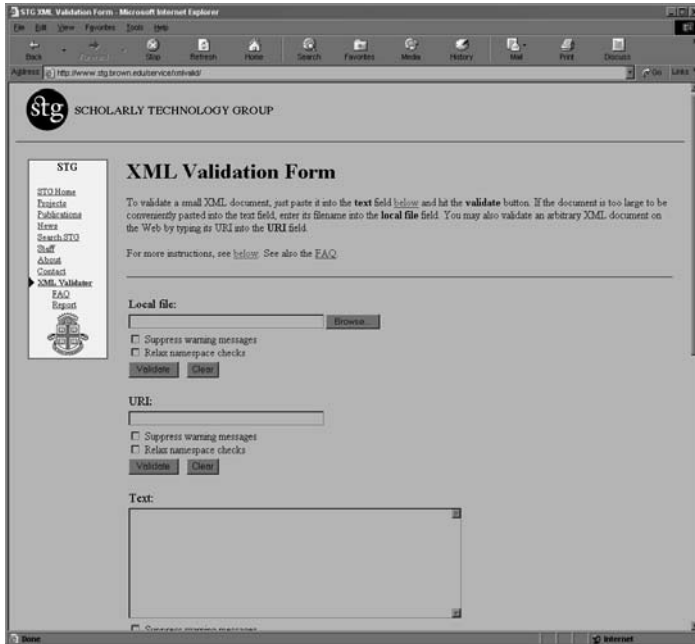 STG XML Validation Form - Microsoft Internet Explorer
File Edit View Favorites Tools Help
Back Forward Stop Refresh Home Search Favorites Media History Mail Print Discuss
Address http://www.stg.brown.edu/service/xmlvalid/ Go Links
stg SCHOLARLY TECHNOLOGY GROUP
STG
STG Home
Projects
Publications
News
Search STG
Staff
About
Contact
XML Validator
FAQ
Report
XML Validation Form
To validate a small XML document, just paste it into the text field below and hit the validate button. If the document is too large to be
conveniently pasted into the text field, enter its filename into the local file field. You may also validate an arbitrary XML document on
the Web by typing its URI into the URI field.
For more instructions, see below. See also the FAQ.
Local file:
Browse...
Suppress warning messages
Relax namespace checks
Validate Clear
URI:
Suppress warning messages
Relax namespace checks
Validate Clear
Text:
Suppress warning messages
Done Internet